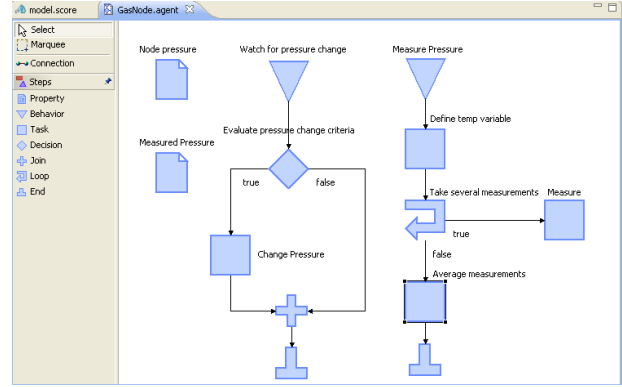 model.score
GasNode.agent
Select
Marquee
Connection
Steps
Property
Behavior
Task
Decision
Join
Loop
End
Node pressure
Watch for pressure change
Measure Pressure
Define temp variable
Evaluate pressure change criteria
Measured Pressure
true
false
Take several measurements
Measure
true
Change Pressure
false
Average measurements